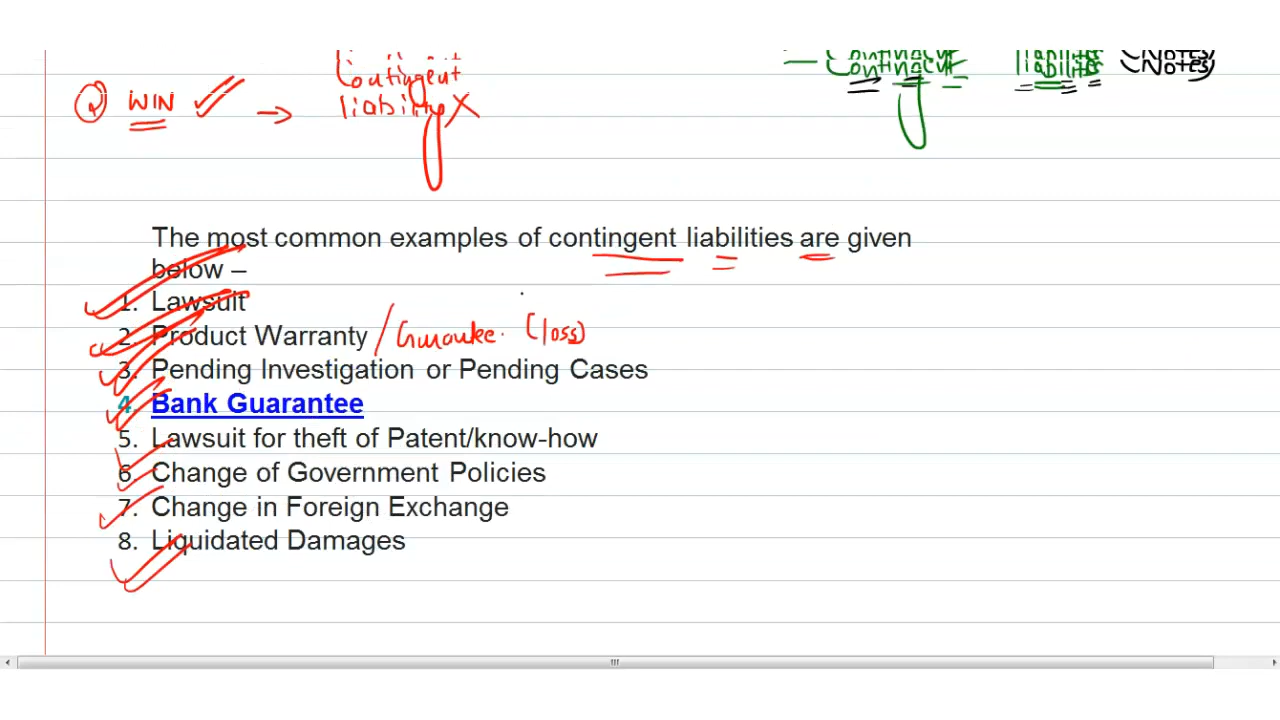 Contingent
liability X
Q WIN →
— Contingent liabilities (Notes)
The most common examples of contingent liabilities are given
below –
1. Lawsuit
2. Product Warranty / Guarantee. (loss)
3. Pending Investigation or Pending Cases
4. Bank Guarantee
5. Lawsuit for theft of Patent/know-how
6. Change of Government Policies
7. Change in Foreign Exchange
8. Liquidated Damages